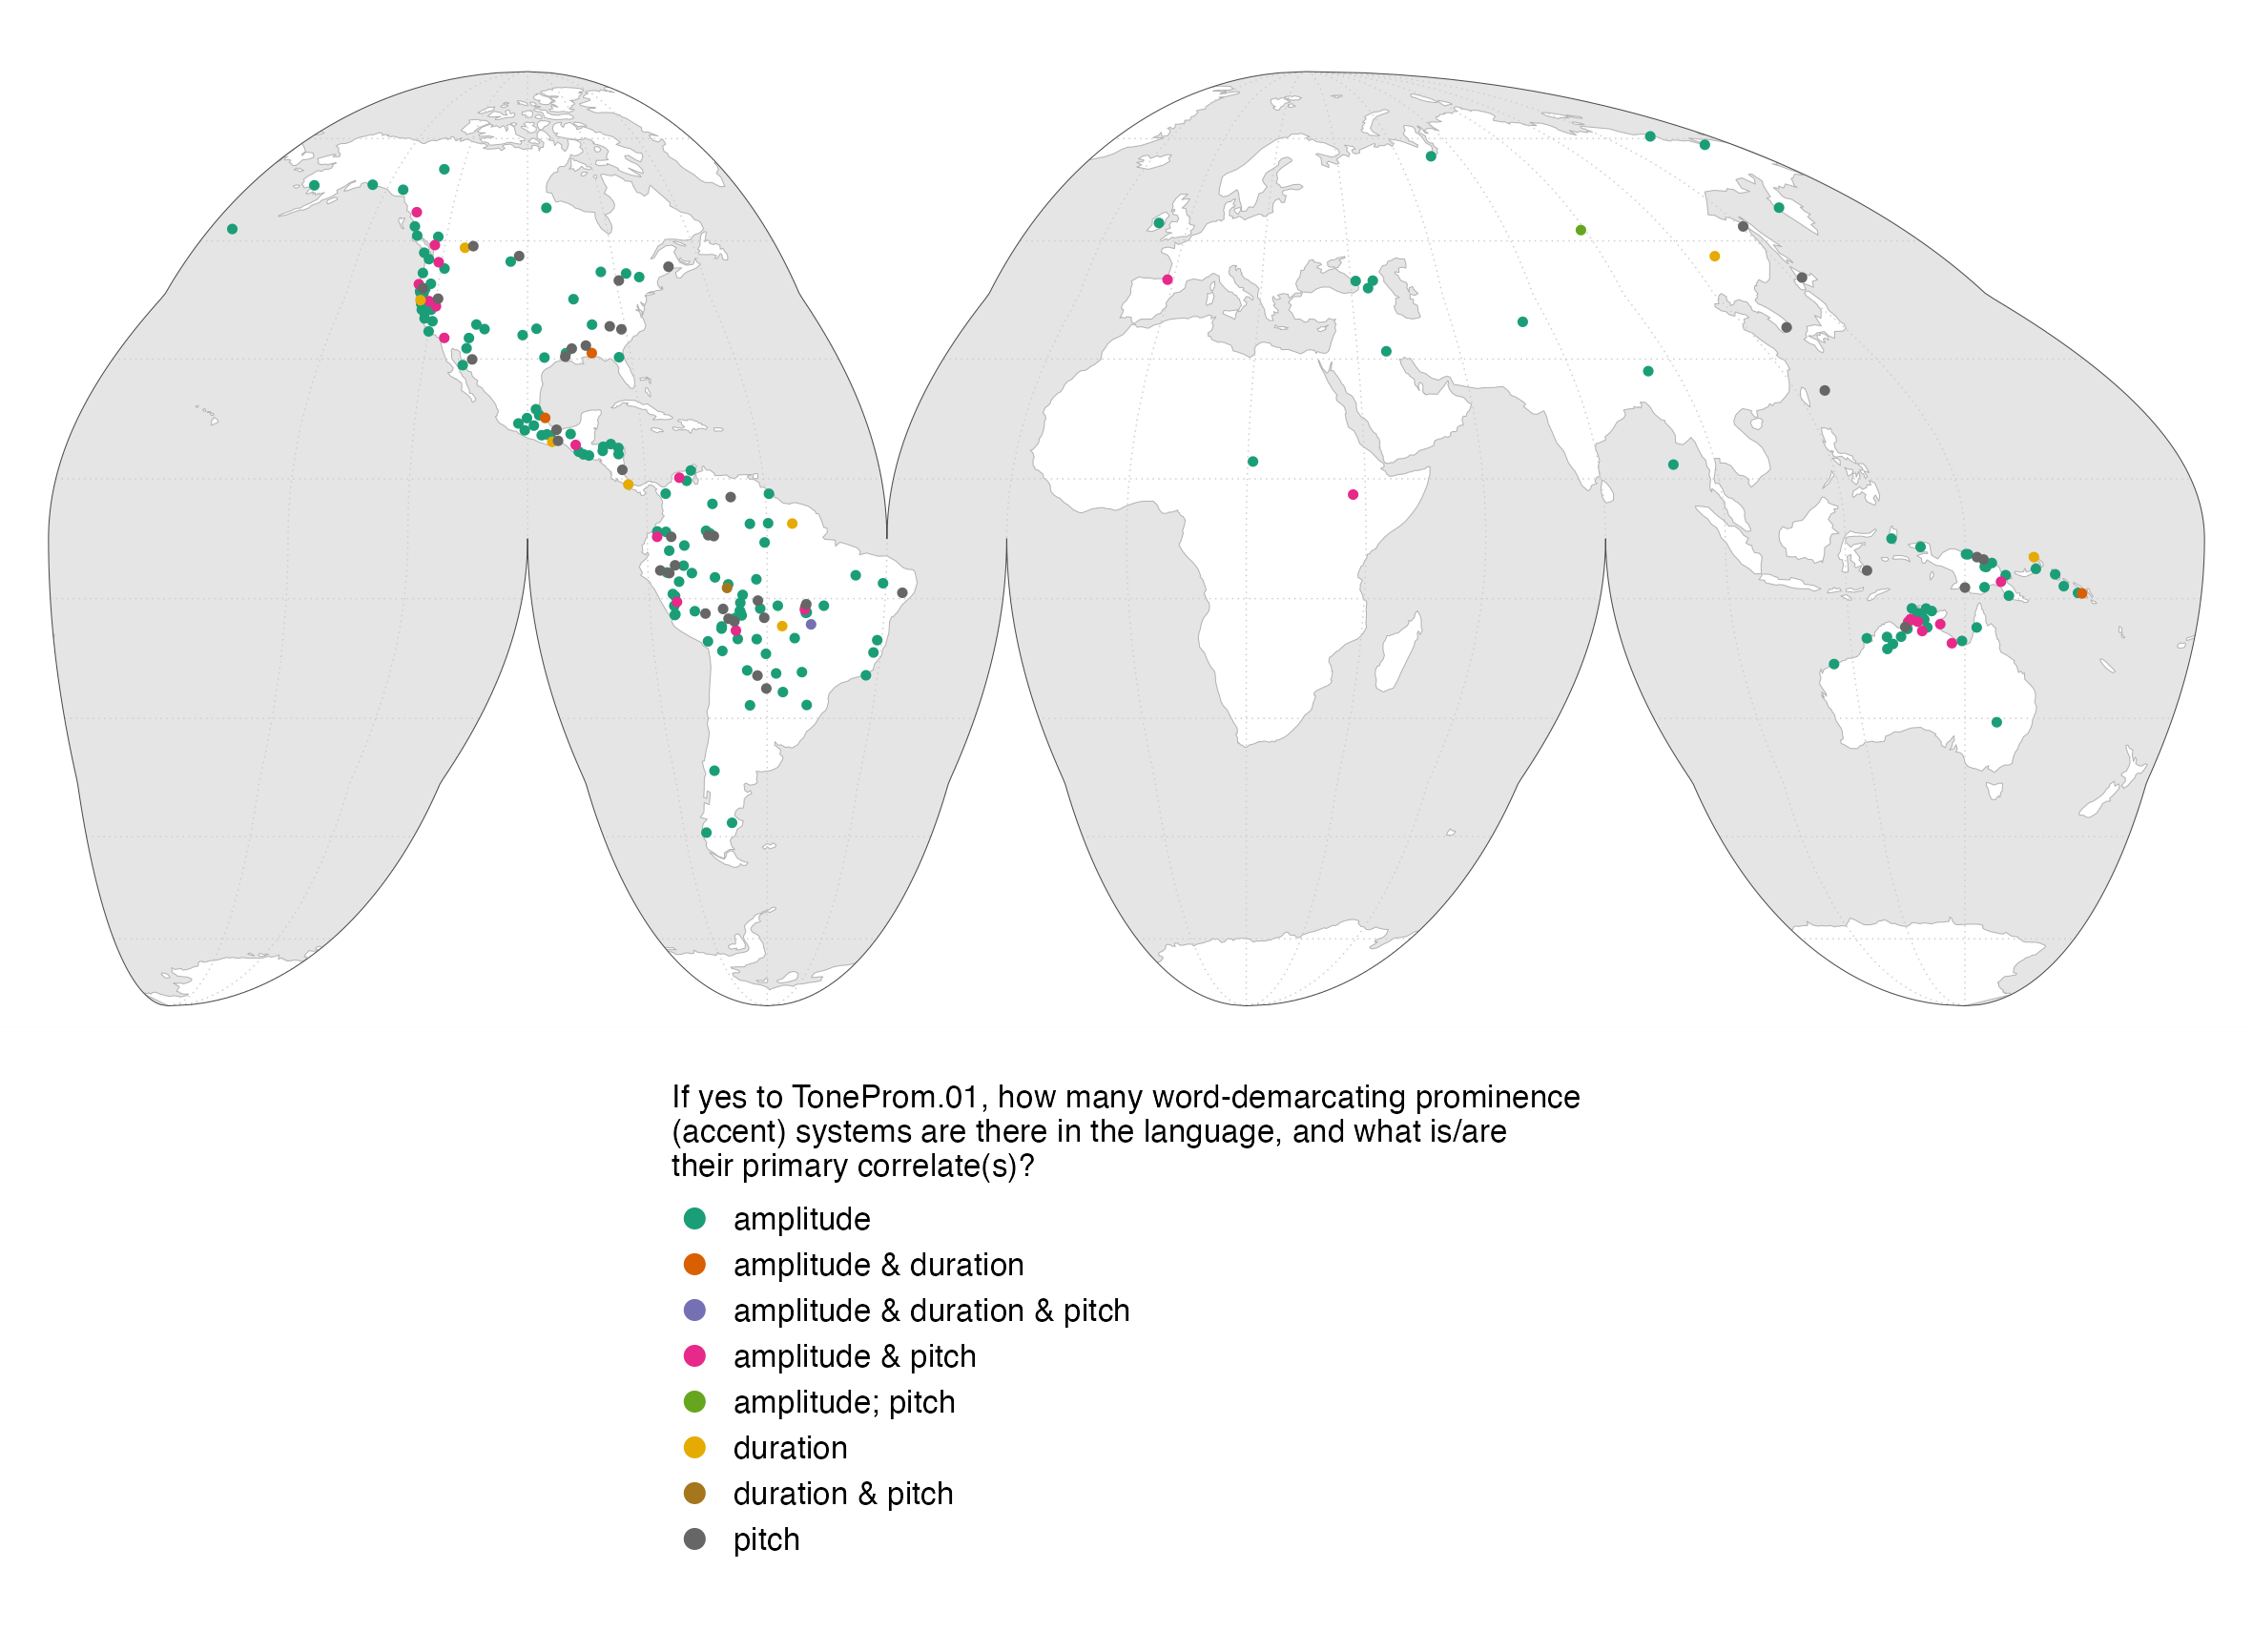 If yes to ToneProm.01, how many word-demarcating prominence
(accent) systems are there in the language, and what is/are
their primary correlate(s)?
amplitude
amplitude & duration
amplitude & duration & pitch
amplitude & pitch
amplitude; pitch
duration
duration & pitch
pitch